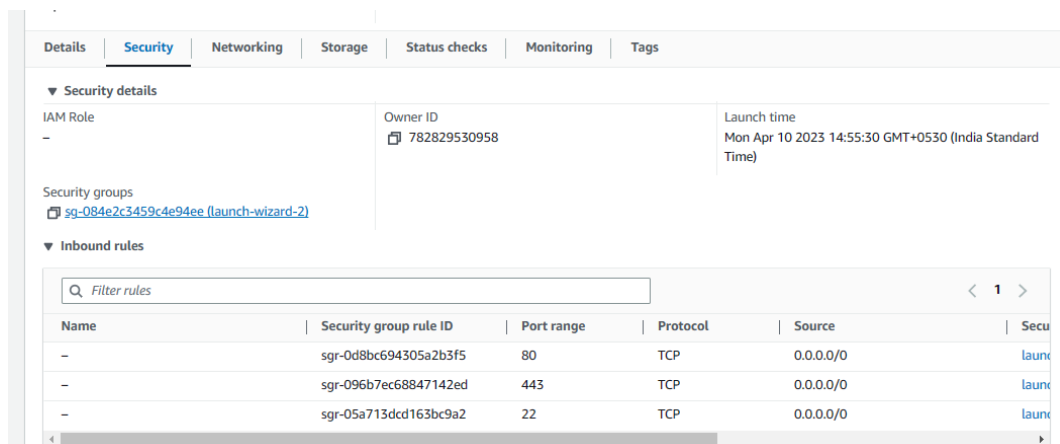 Details Security Networking Storage Status checks Monitoring Tags
▼ Security details
IAM Role Owner ID Launch time
– 782829530958 Mon Apr 10 2023 14:55:30 GMT+0530 (India Standard
Time)
Security groups
sg-084e2c3459c4e94ee (launch-wizard-2)
▼ Inbound rules
Filter rules < 1 >
Name Security group rule ID Port range Protocol Source Secu
– sgr-0d8bc694305a2b3f5 80 TCP 0.0.0.0/0 laun
– sgr-096b7ec68847142ed 443 TCP 0.0.0.0/0 laun
– sgr-05a713dcd163bc9a2 22 TCP 0.0.0.0/0 laun